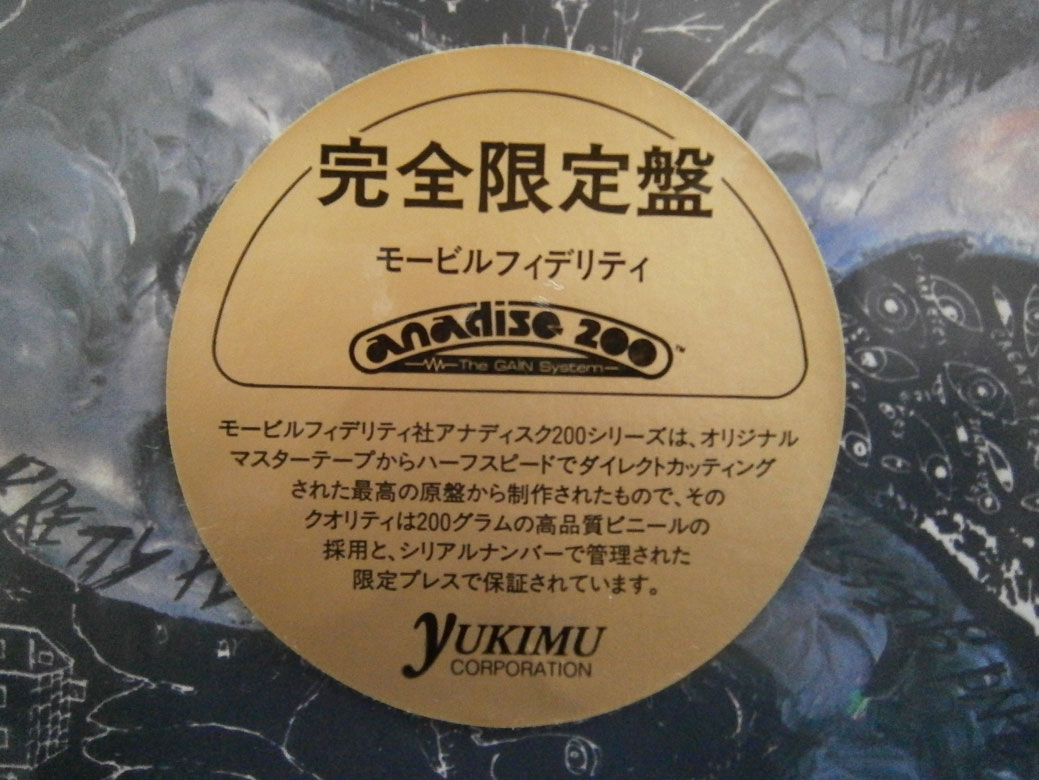 完全限定盤
モービルフィデリティ
anadisc 200™
The GAIN System
モービルフィデリティ社アナディスク200シリーズは、オリジナル
マスターテープからハーフスピードでダイレクトカッティング
された最高の原盤から制作されたもので、その
クオリティは200グラムの高品質ビニールの
採用と、シリアルナンバーで管理された
限定プレスで保証されています。
YUKIMU
CORPORATION
PRETTY